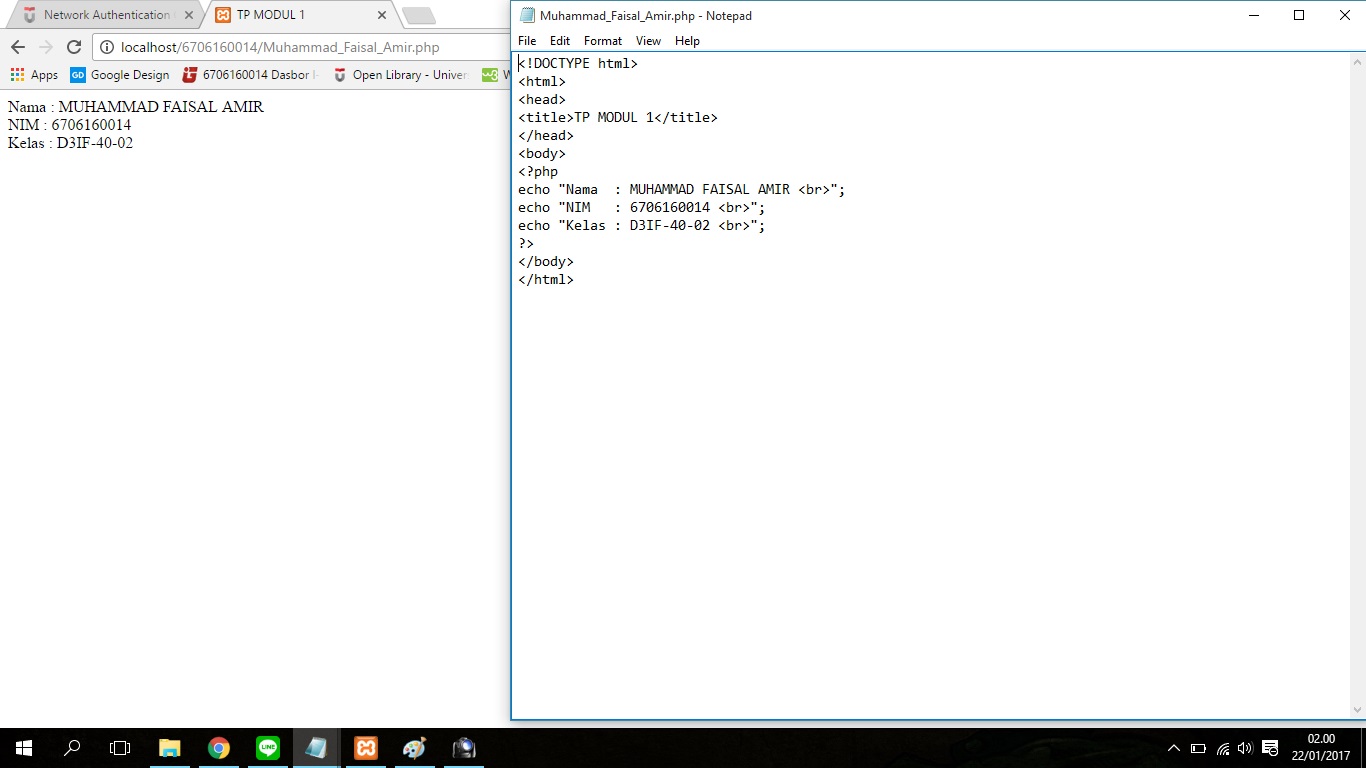 Network Authentication
TP MODUL 1
localhost/6706160014/Muhammad_Faisal_Amir.php
Apps
Google Design
6706160014 Dasbor
Open Library - Univer
Nama : MUHAMMAD FAISAL AMIR
NIM : 6706160014
Kelas : D3IF-40-02
Muhammad_Faisal_Amir.php - Notepad
File Edit Format View Help
<!DOCTYPE html>
<html>
<head>
<title>TP MODUL 1</title>
</head>
<body>
<?php
echo "Nama  : MUHAMMAD FAISAL AMIR <br>";
echo "NIM   : 6706160014 <br>";
echo "Kelas : D3IF-40-02 <br>";
?>
</body>
</html>
LINE
02.00
22/01/2017